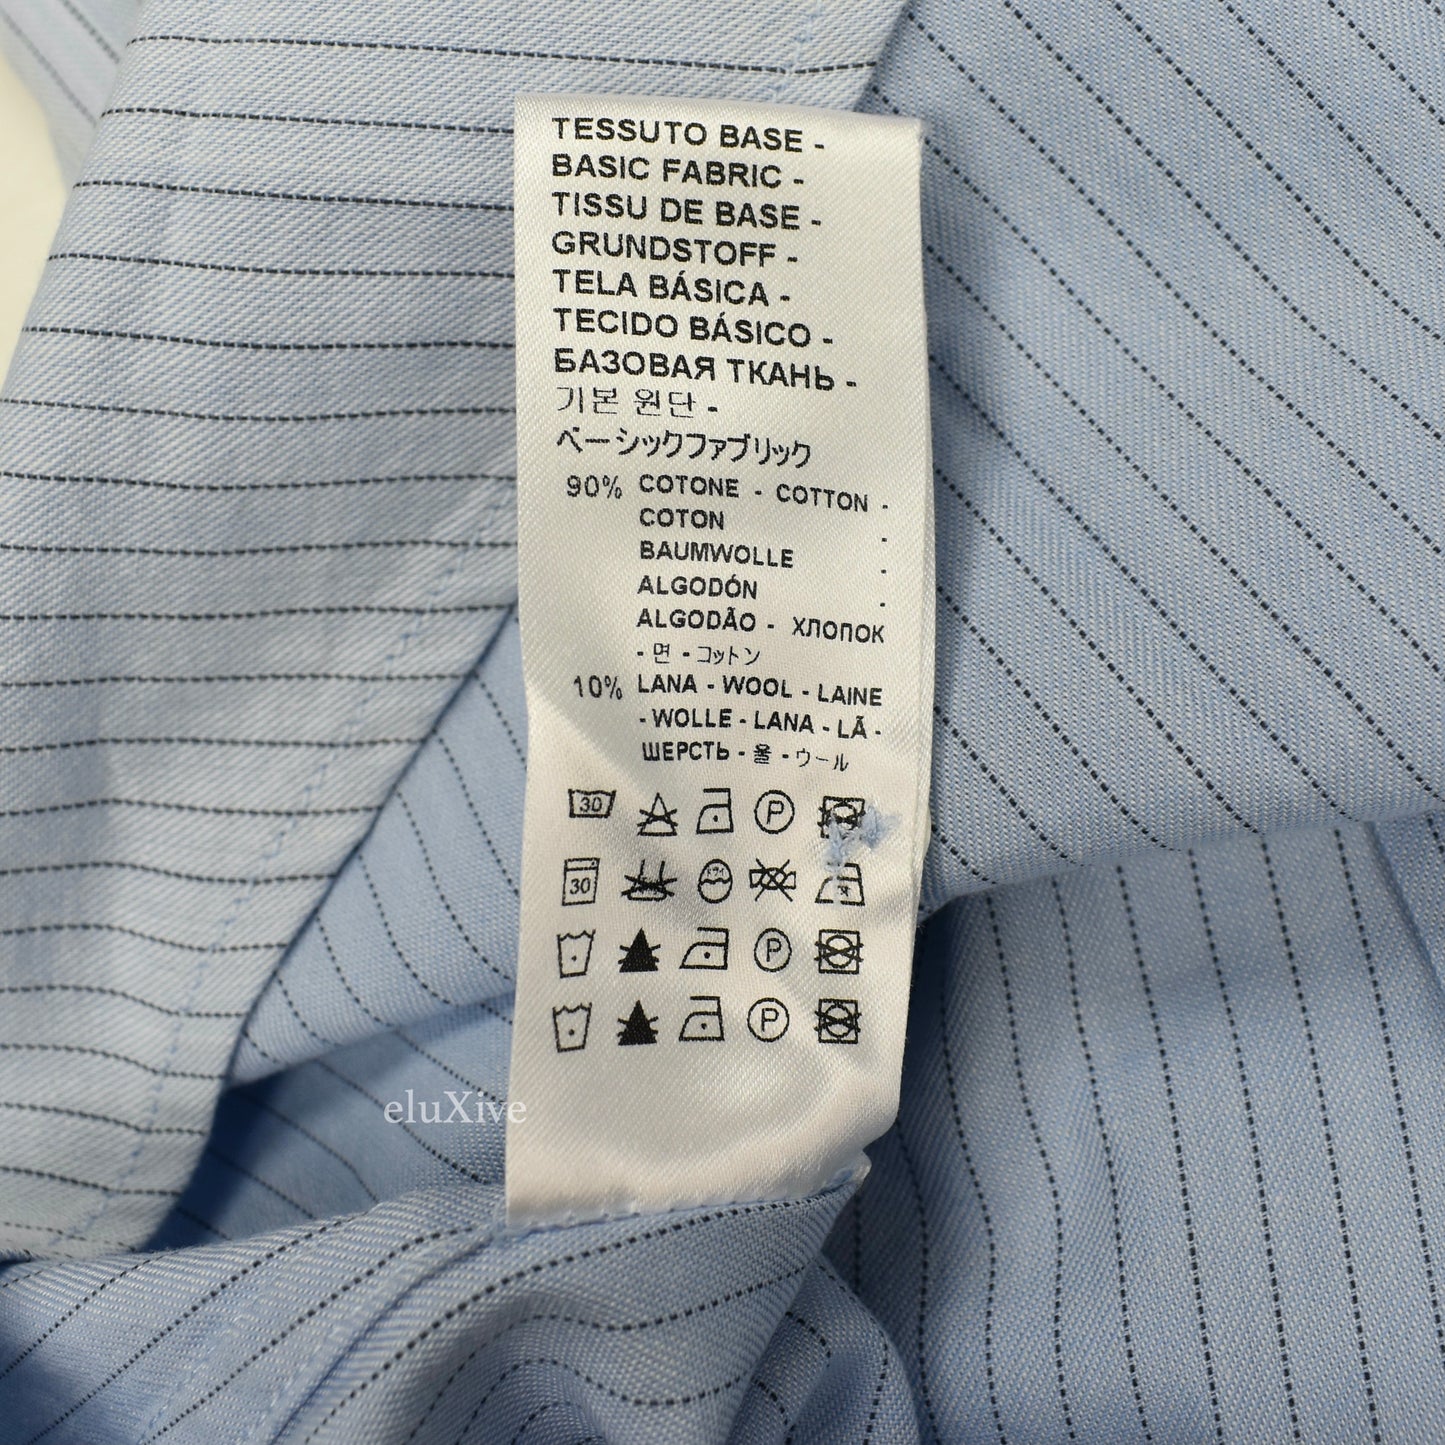 TESSUTO BASE -
BASIC FABRIC -
TISSU DE BASE -
GRUNDSTOFF -
TELA BÁSICA -
TECIDO BÁSICO -
БАЗОВАЯ ТКАНЬ -
기본 원단 -
ベーシックファブリック
90% COTONE - COTTON -
COTON -
BAUMWOLLE -
ALGODÓN -
ALGODÃO - ХЛОПОК
- 면 - コットン
10% LANA - WOOL - LAINE
- WOLLE - LANA - LÃ -
ШЕРСТЬ - 울 - ウール
30 P
30
P
P
eluXive